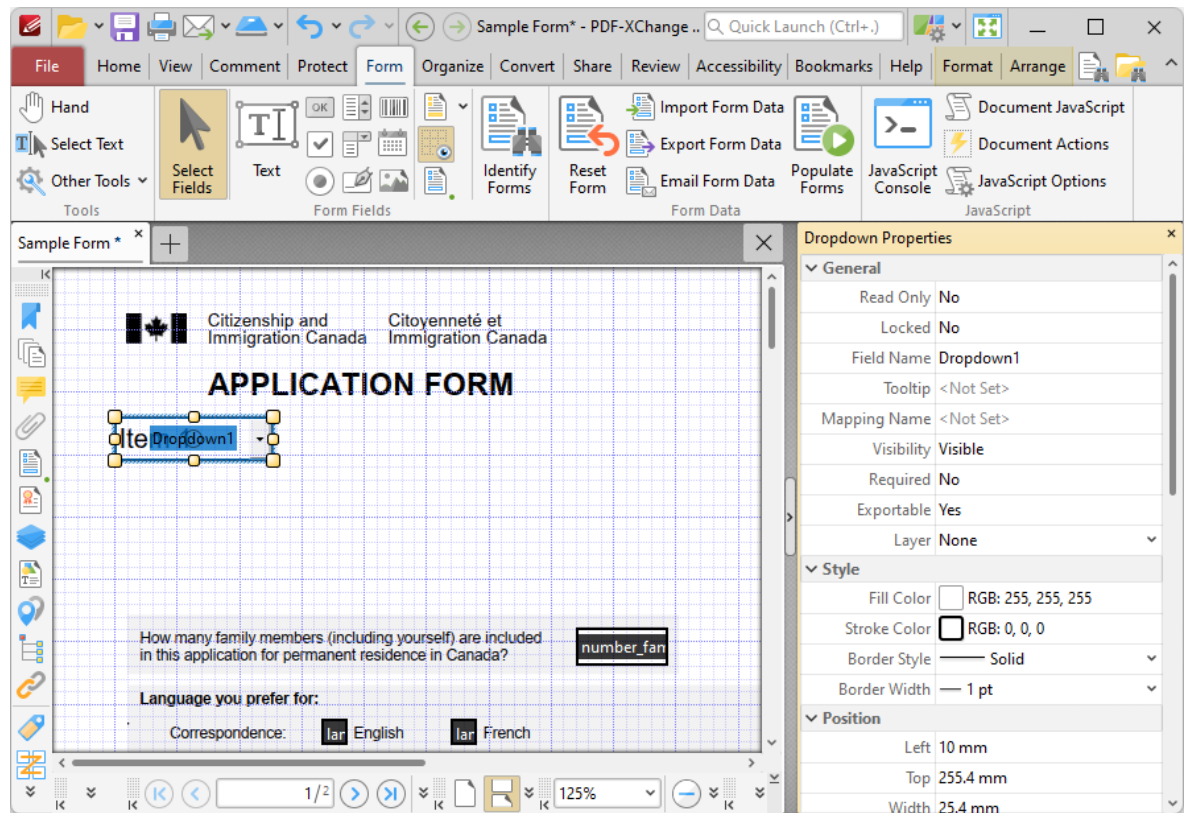 Sample Form* - PDF-XChange .. Quick Launch (Ctrl+.)
File Home View Comment Protect Form Organize Convert Share Review Accessibility Bookmarks Help Format Arrange
Hand
Select Text
Other Tools
Tools
Select Fields
Text
OK
Form Fields
Identify Forms
Reset Form
Import Form Data
Export Form Data
Email Form Data
Populate Forms
Form Data
JavaScript Console
Document JavaScript
Document Actions
JavaScript Options
JavaScript
Sample Form *
Citizenship and
Immigration Canada
Citoyenneté et
Immigration Canada
APPLICATION FORM
Ite Dropdown1
How many family members (including yourself) are included
in this application for permanent residence in Canada?
number_fan
Language you prefer for:
Correspondence: lar English lar French
1/2
125%
Dropdown Properties
General
Read Only No
Locked No
Field Name Dropdown1
Tooltip <Not Set>
Mapping Name <Not Set>
Visibility Visible
Required No
Exportable Yes
Layer None
Style
Fill Color RGB: 255, 255, 255
Stroke Color RGB: 0, 0, 0
Border Style Solid
Border Width 1 pt
Position
Left 10 mm
Top 255.4 mm
Width 25.4 mm